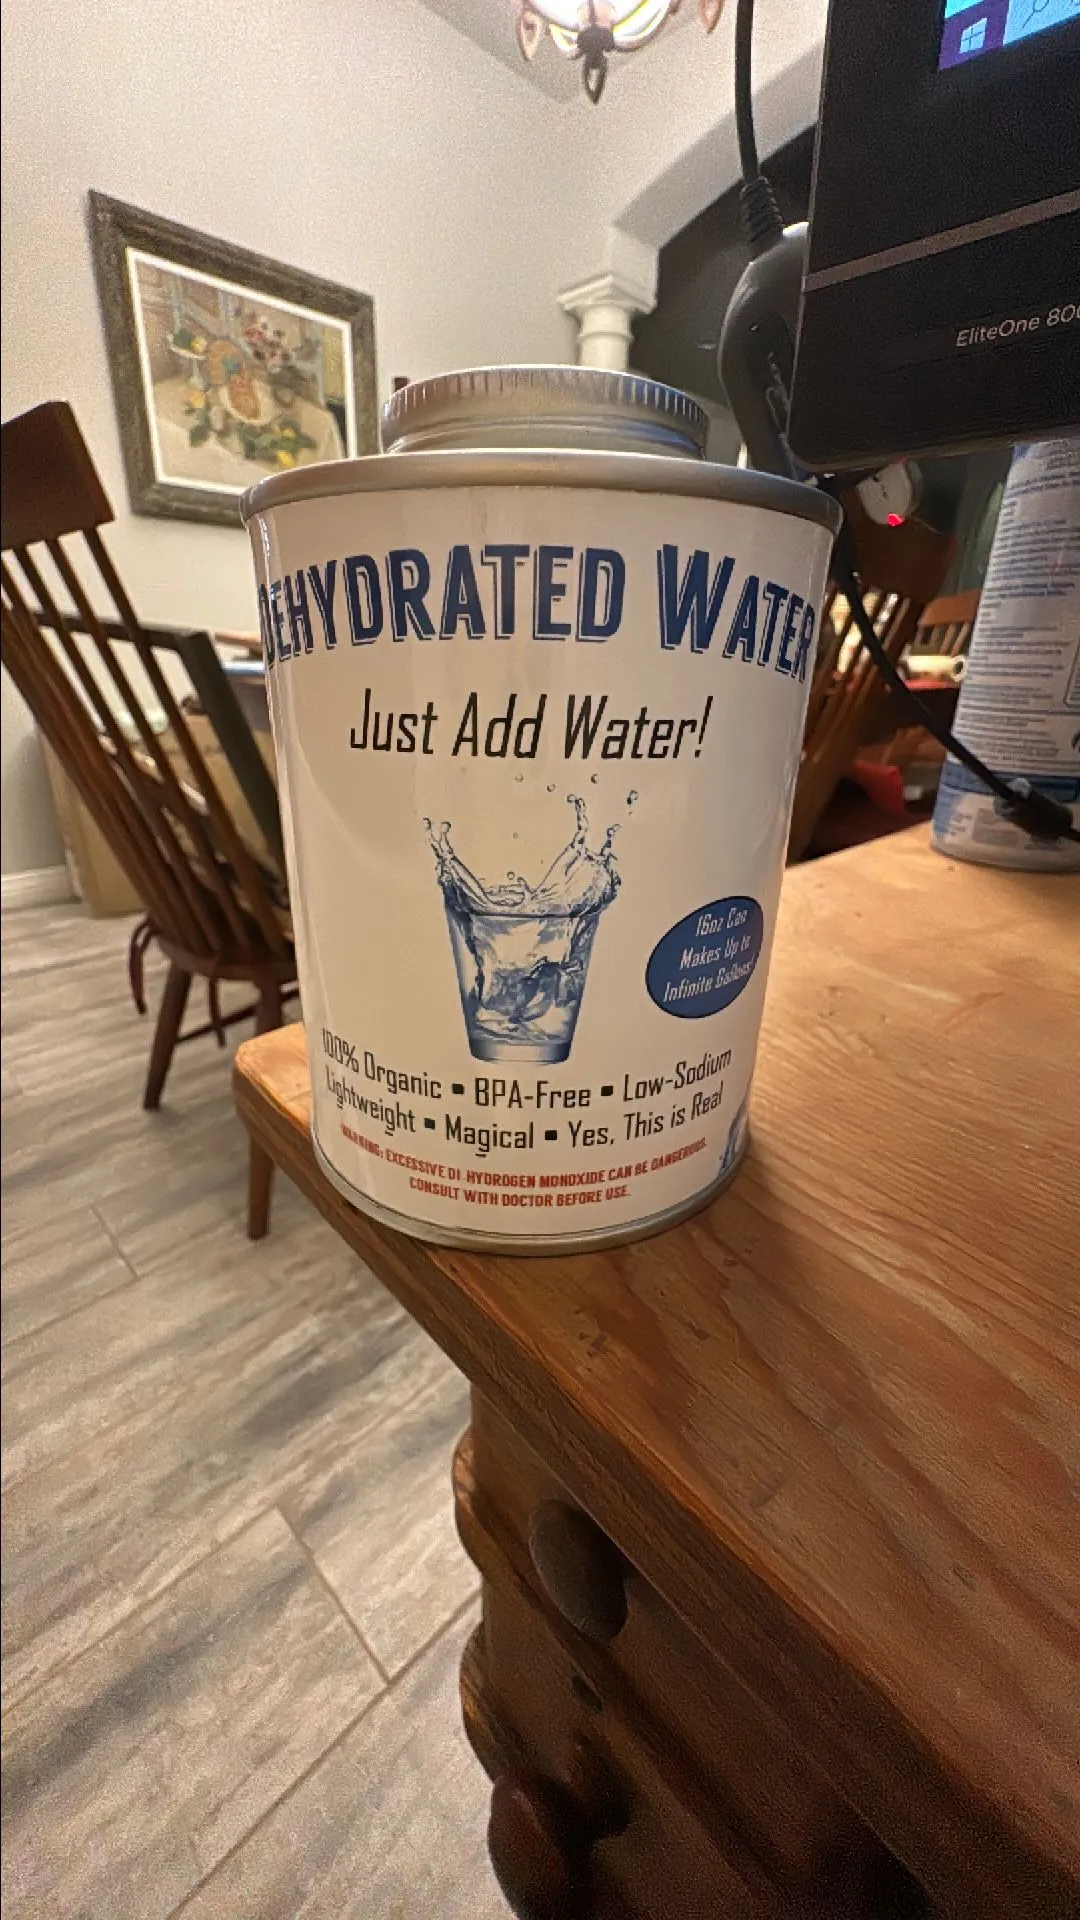 EliteOne 800
DEHYDRATED WATER
Just Add Water!
16oz Can
Makes Up to
Infinite Gallons!
100% Organic ▪ BPA-Free ▪ Low-Sodium
Lightweight ▪ Magical ▪ Yes, This is Real
WARNING: EXCESSIVE DI-HYDROGEN MONOXIDE CAN BE DANGEROUS.
CONSULT WITH DOCTOR BEFORE USE.